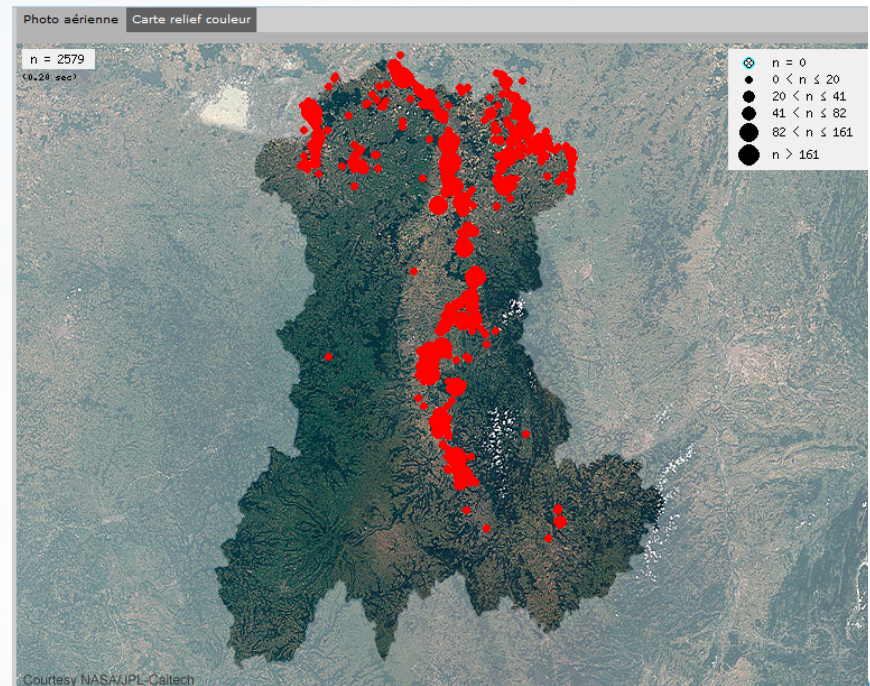 Photo aérienne Carte relief couleur
n = 2579
(0.20 sec)
n = 0
0 < n ≤ 20
20 < n ≤ 41
41 < n ≤ 82
82 < n ≤ 161
n > 161
Courtesy NASA/JPL-Caltech